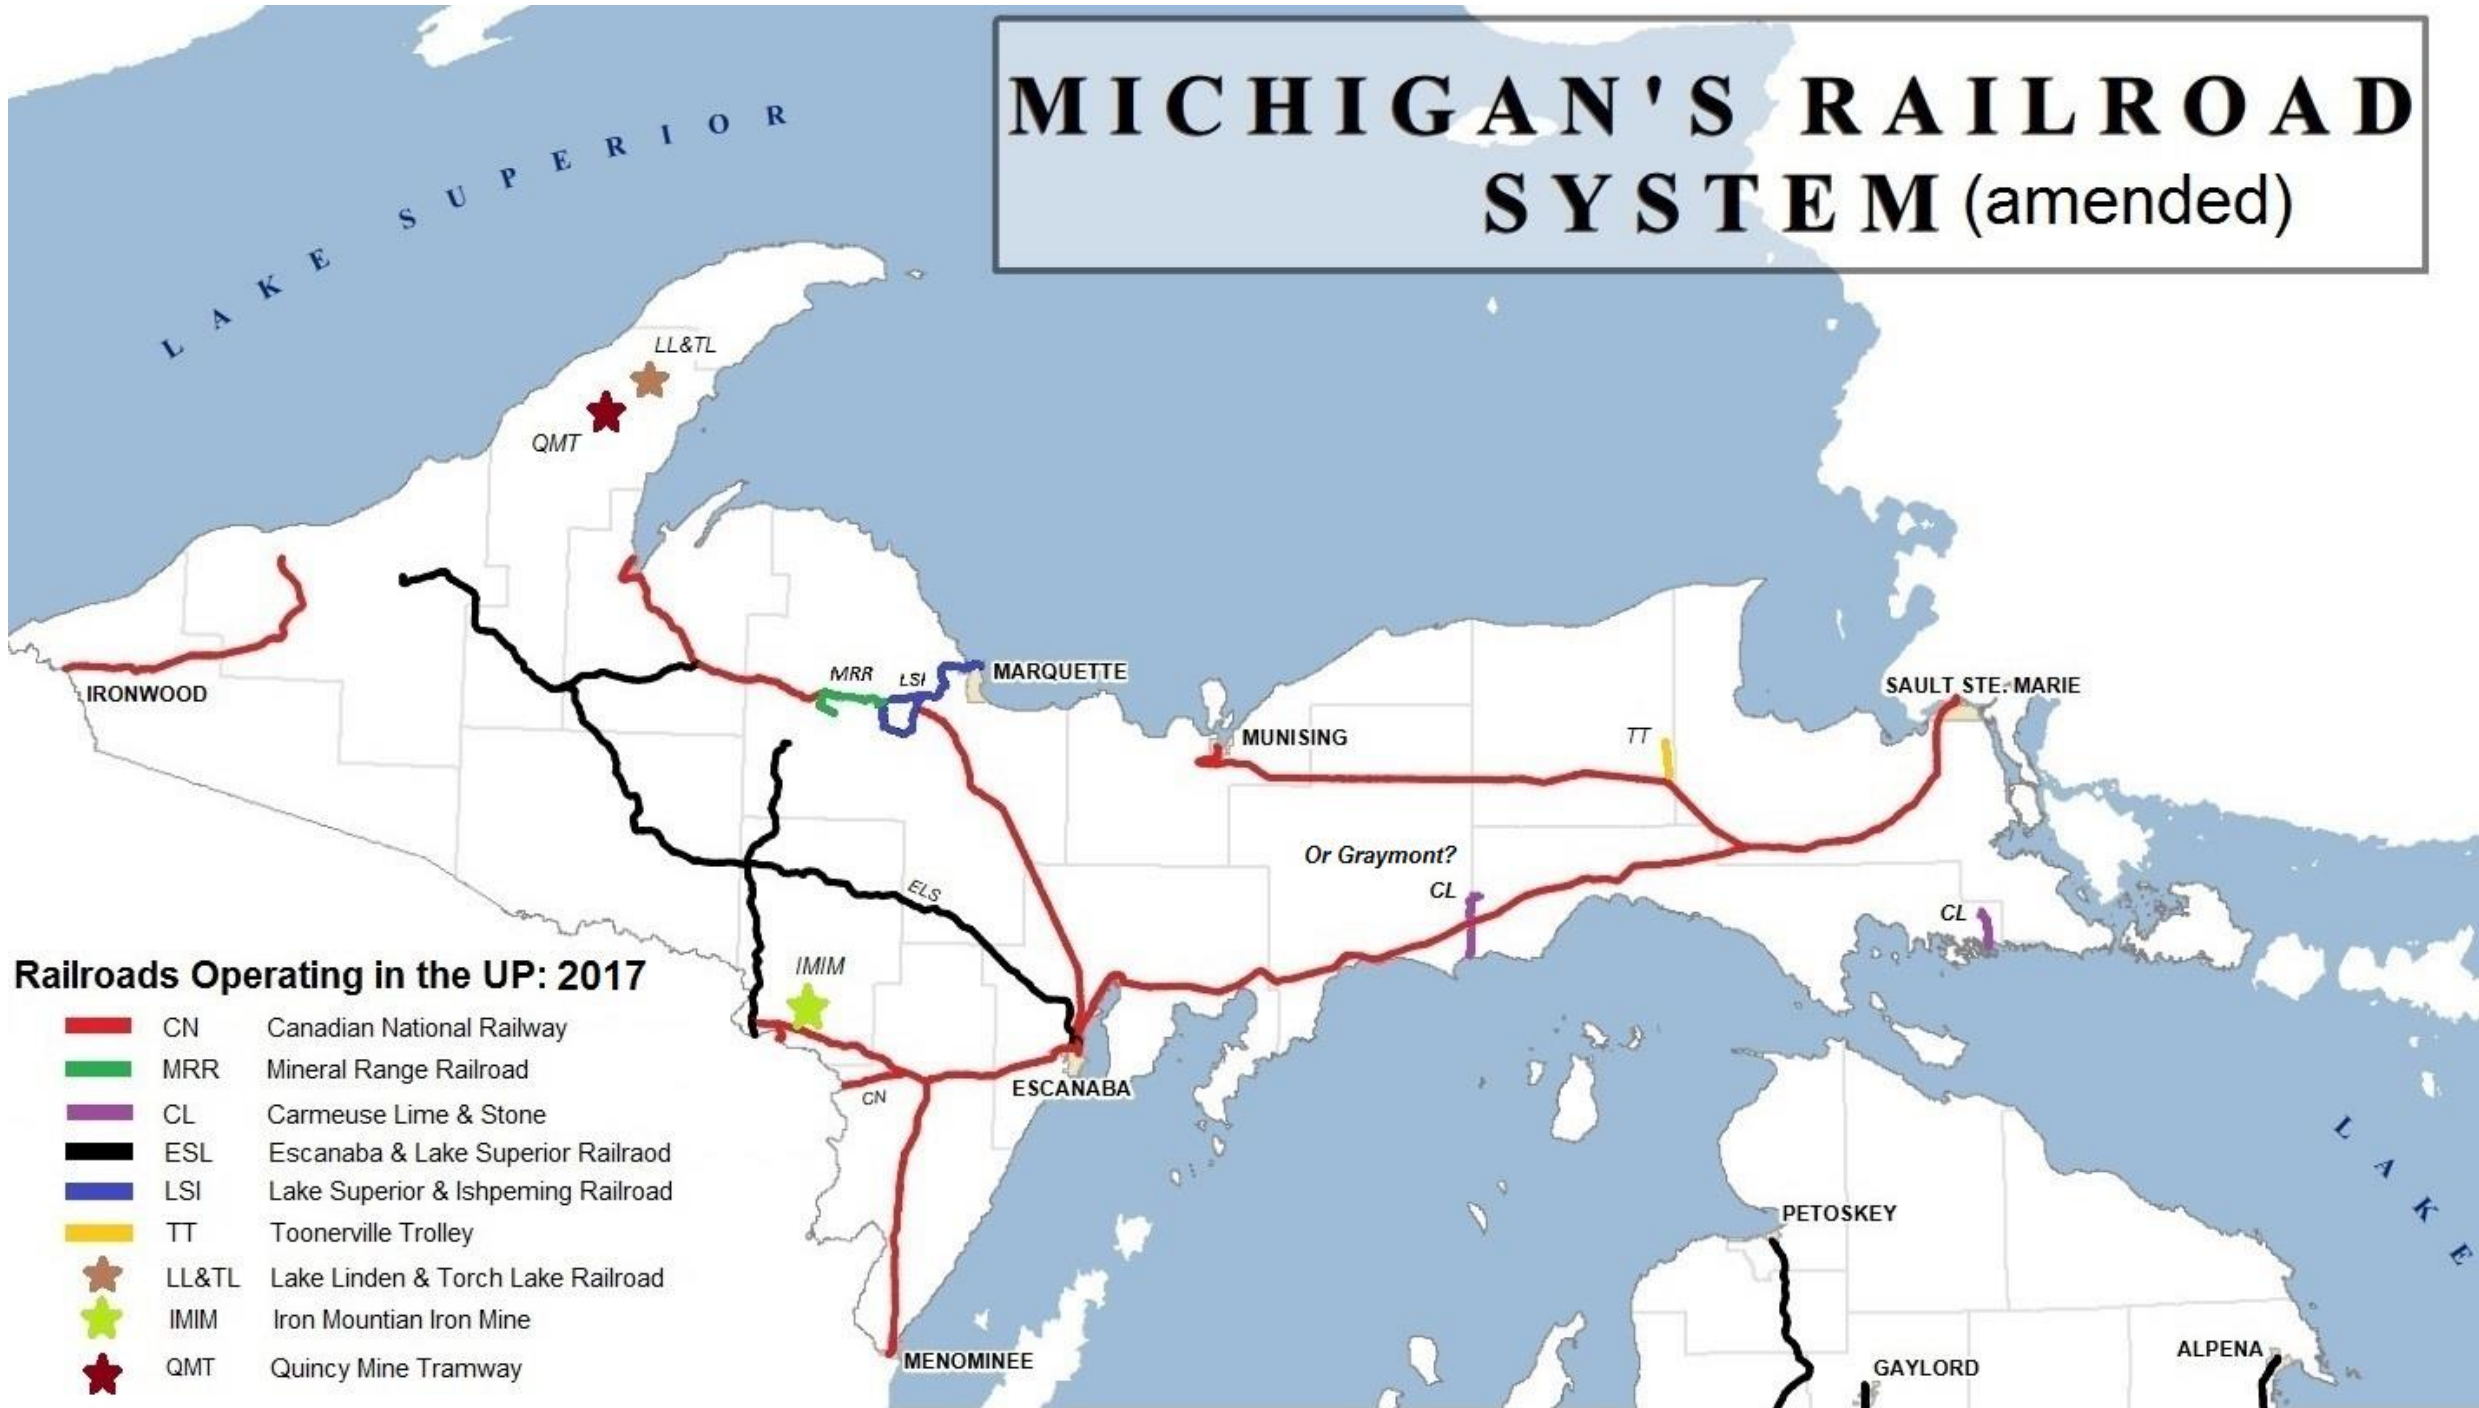 MICHIGAN'S RAILROAD
SYSTEM (amended)
LAKE SUPERIOR
LL&TL
QMT
IRONWOOD
MRR
LSI
MARQUETTE
MUNISING
TT
SAULT STE. MARIE
Or Graymont?
CL
CL
ELS
IMIM
CN
ESCANABA
MENOMINEE
PETOSKEY
GAYLORD
ALPENA
LAKE
Railroads Operating in the UP: 2017
CN Canadian National Railway
MRR Mineral Range Railroad
CL Carmeuse Lime & Stone
ESL Escanaba & Lake Superior Railraod
LSI Lake Superior & Ishpeming Railroad
TT Toonerville Trolley
LL&TL Lake Linden & Torch Lake Railroad
IMIM Iron Mountian Iron Mine
QMT Quincy Mine Tramway